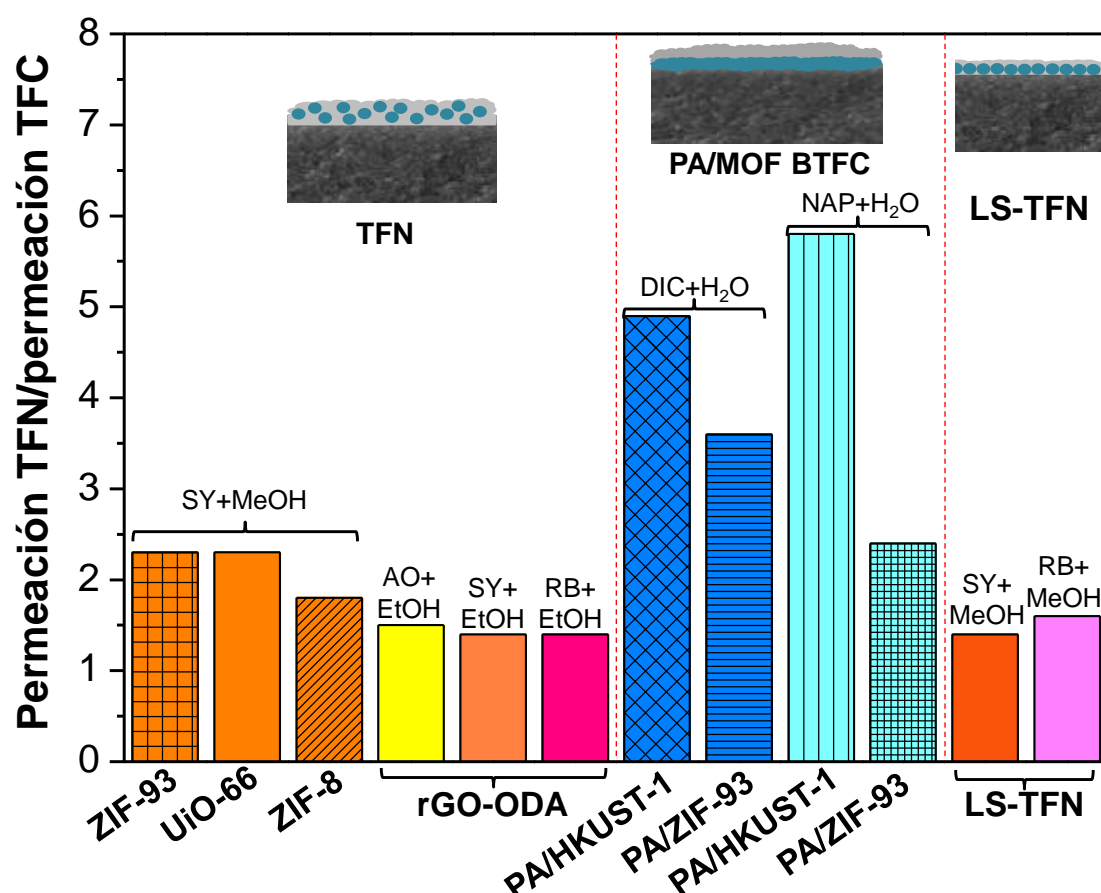 Permeación TFN/permeación TFC
8
7
6
5
4
3
2
1
0
TFN
PA/MOF BTFC
LS-TFN
SY+MeOH
AO+
EtOH
SY+
EtOH
RB+
EtOH
DIC+H₂O
NAP+H₂O
SY+
MeOH
RB+
MeOH
ZIF-93
UiO-66
ZIF-8
rGO-ODA
PA/HKUST-1
PA/ZIF-93
PA/HKUST-1
PA/ZIF-93
LS-TFN